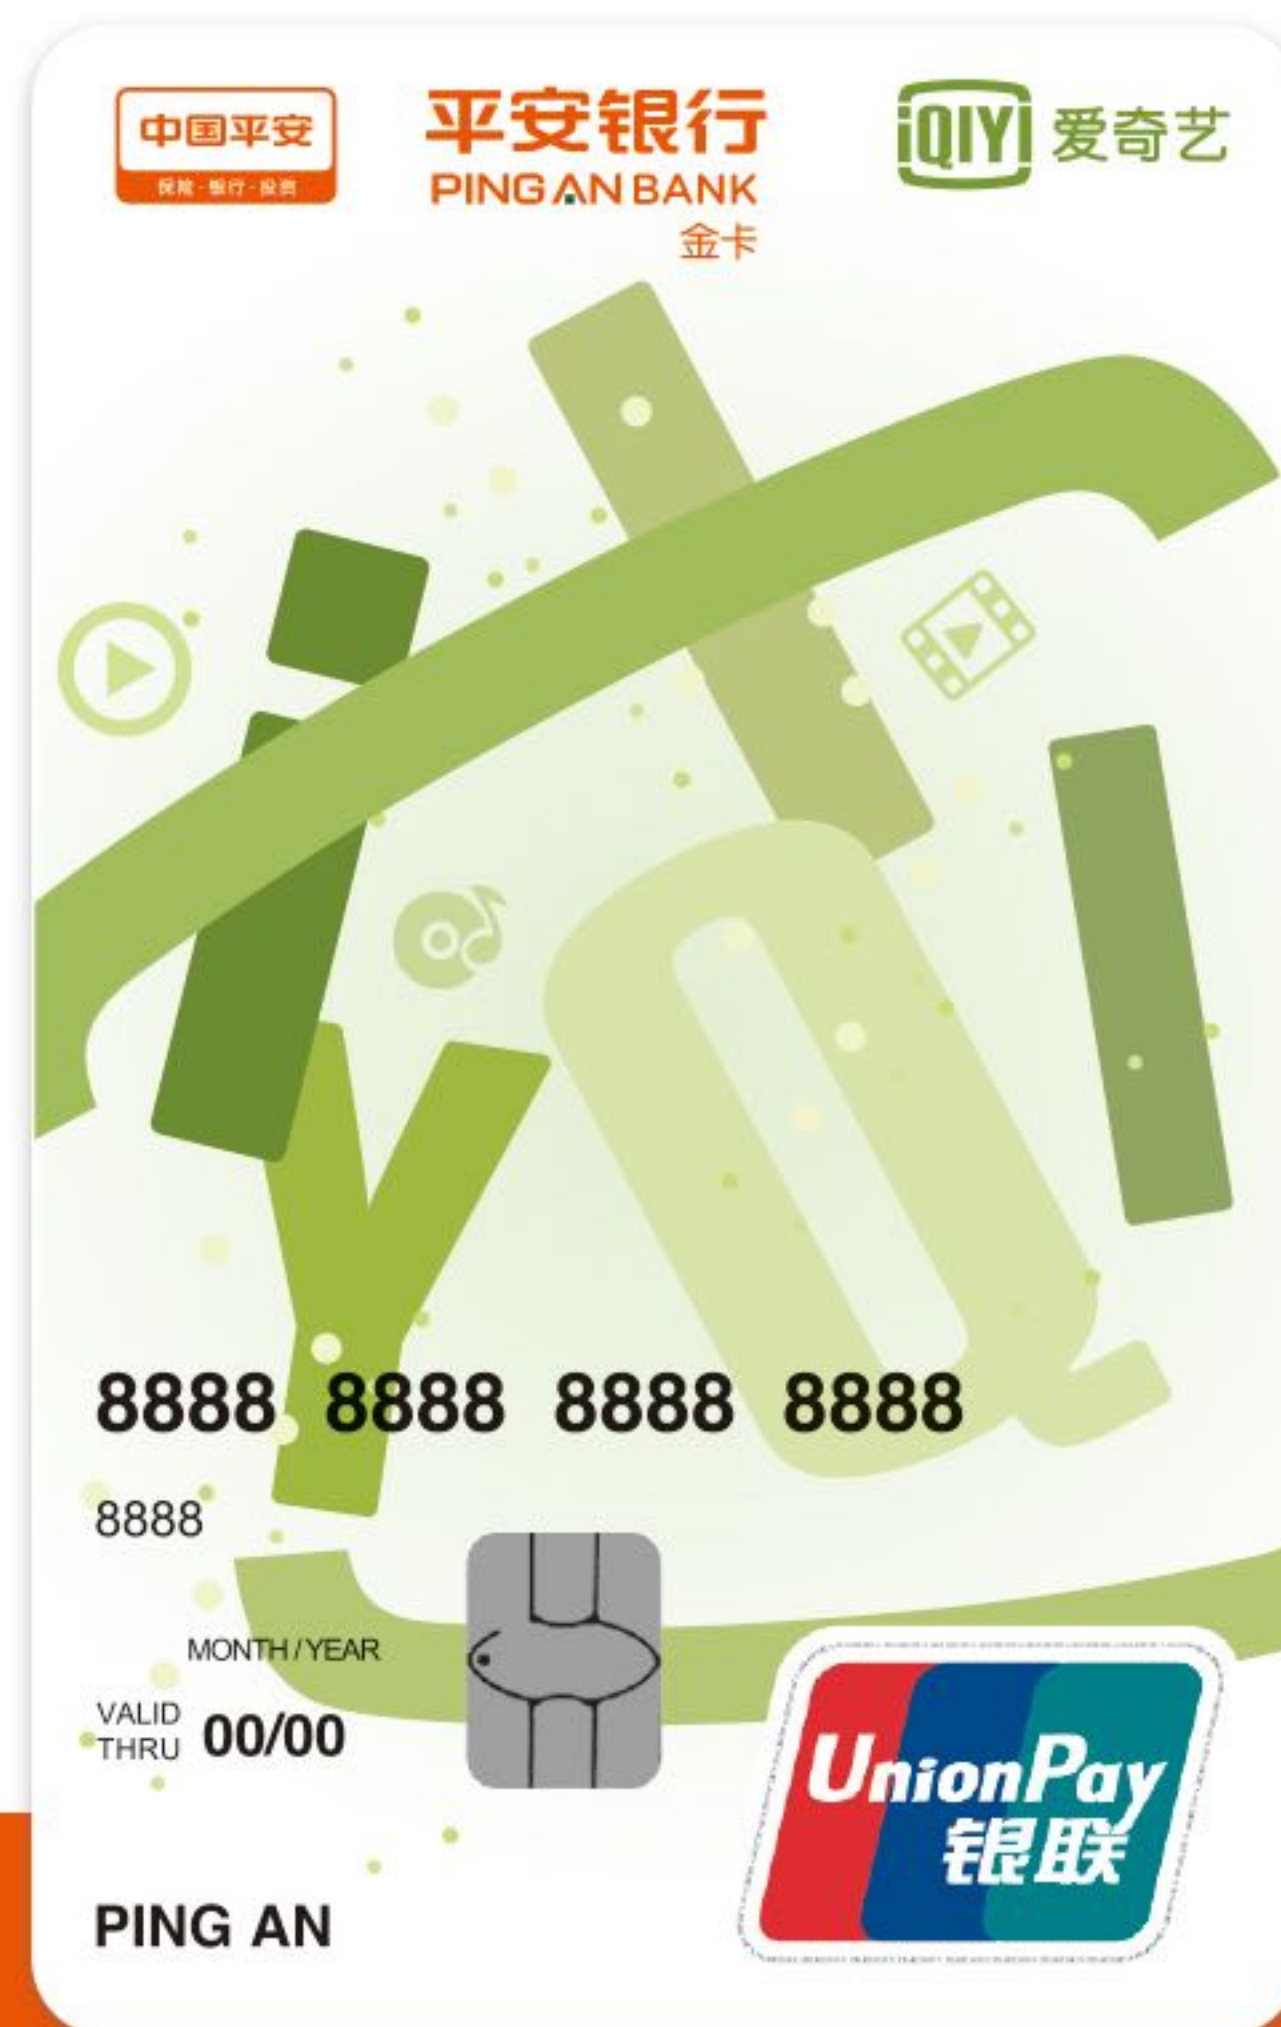 中国平安
保险·银行·投资
平安银行
PING AN BANK
金卡
iQIYI 爱奇艺
8888 8888 8888 8888
8888
MONTH/YEAR
VALID
THRU 00/00
UnionPay
银联
PING AN